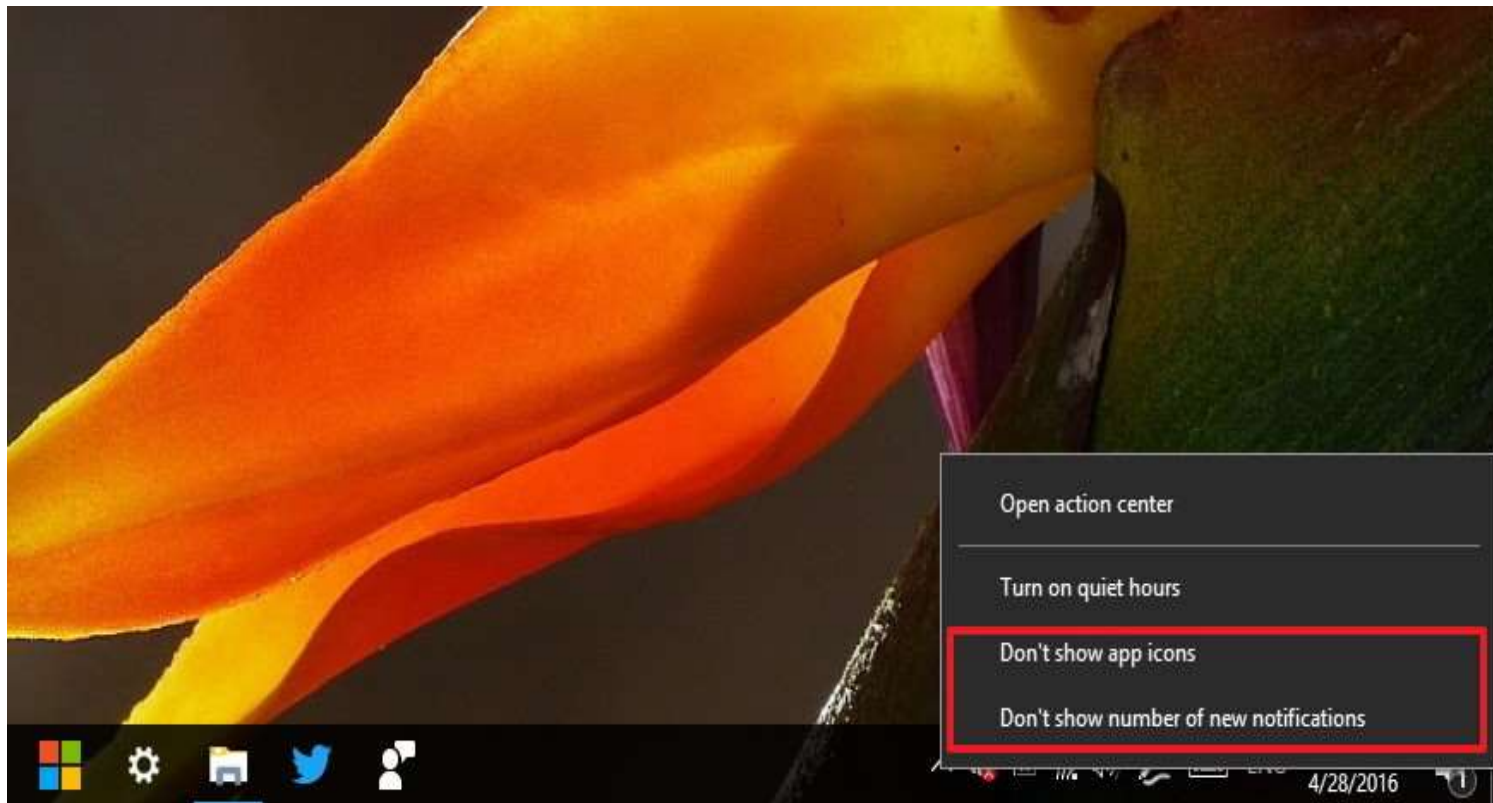 Open action center
Turn on quiet hours
Don't show app icons
Don't show number of new notifications
4/28/2016
1